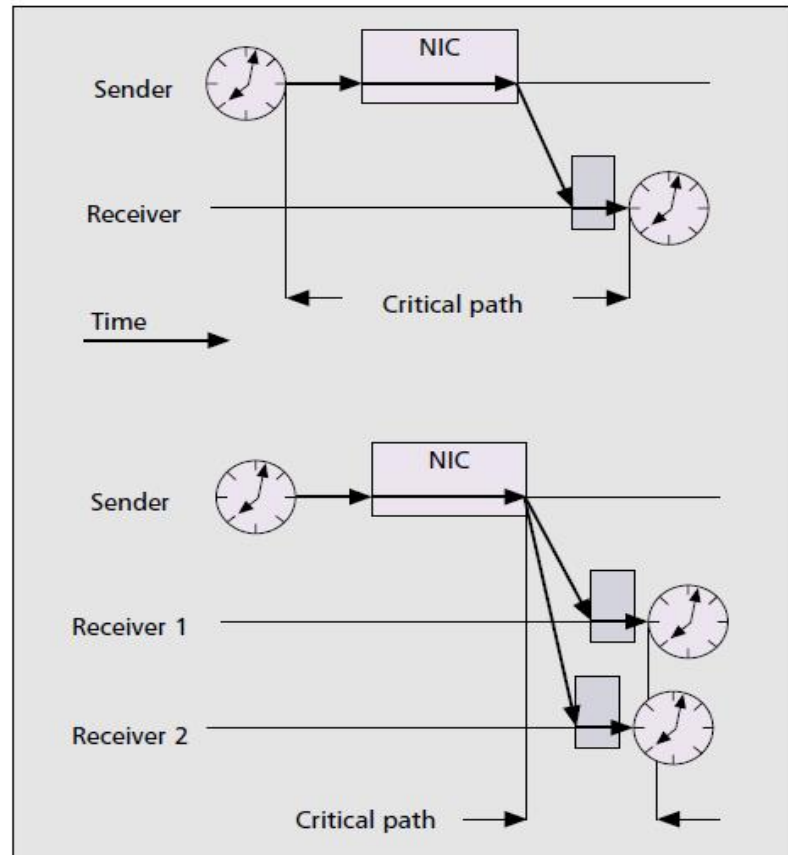 NIC
Sender
Receiver
Critical path
Time
NIC
Sender
Receiver 1
Receiver 2
Critical path